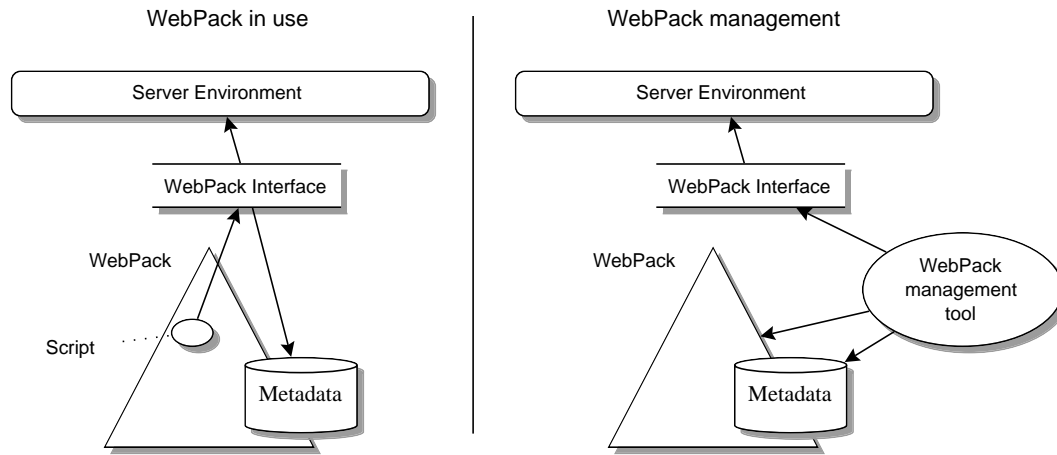 WebPack in use
Server Environment
WebPack Interface
WebPack
Script
Metadata
WebPack management
Server Environment
WebPack Interface
WebPack
WebPack
management
tool
Metadata